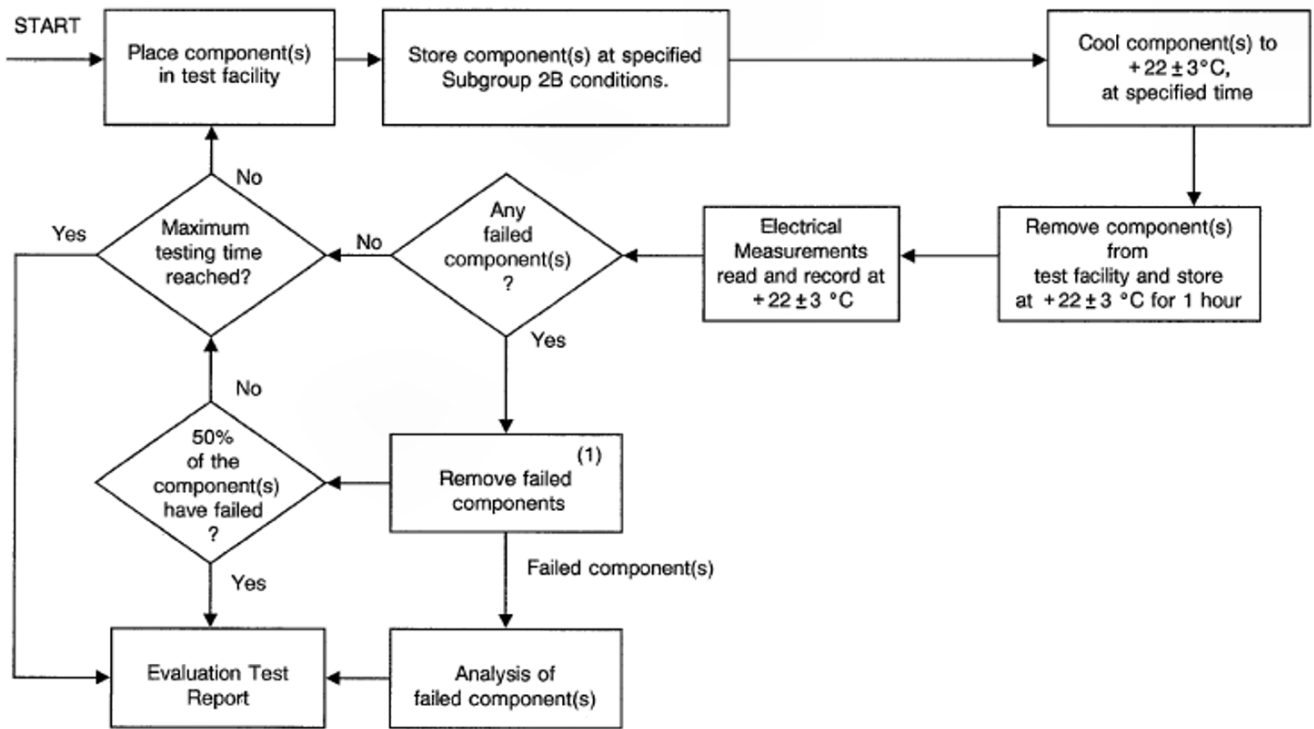 START
Place component(s)
in test facility
Store component(s) at specified
Subgroup 2B conditions.
Cool component(s) to
+22 ± 3°C,
at specified time
No
Yes
Maximum
testing time
reached?
No
Any
failed
component(s)
?
Electrical
Measurements
read and record at
+22 ± 3 °C
Remove component(s)
from
test facility and store
at +22 ± 3 °C for 1 hour
Yes
No
50%
of the
component(s)
have failed
?
(1)
Remove failed
components
Yes
Failed component(s)
Evaluation Test
Report
Analysis of
failed component(s)